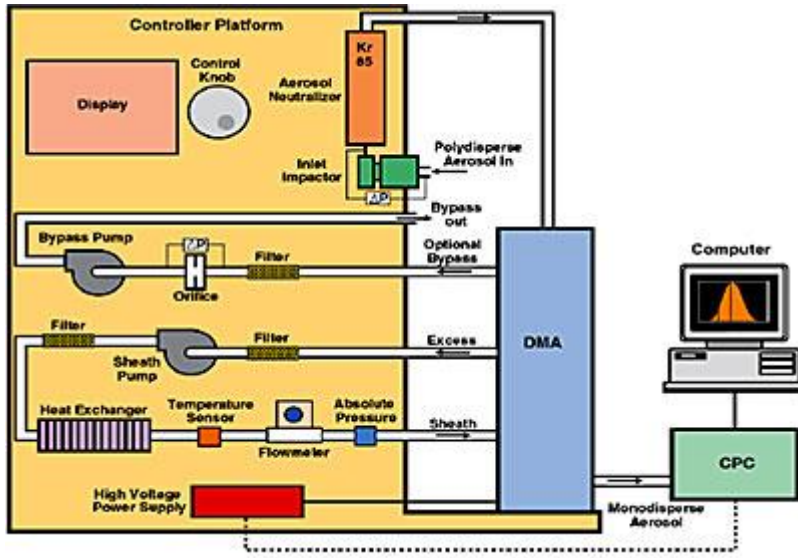 Controller Platform
Display
Control
Knob
Kr
85
Aerosol
Neutralizer
Inlet
Impactor
ΔP
Polydisperse
Aerosol In
Bypass
out
Bypass Pump
ΔP
Orifice
Filter
Optional
Bypass
Filter
Sheath
Pump
Filter
Excess
DMA
Computer
Heat Exchanger
Temperature
Sensor
Flowmeter
Absolute
Pressure
Sheath
High Voltage
Power Supply
Monodisperse
Aerosol
CPC